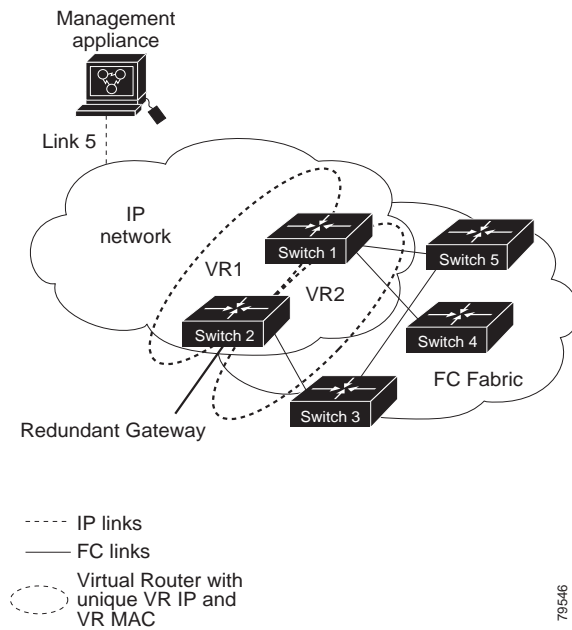 Management
appliance
Link 5
IP
network
Switch 1
Switch 5
VR1
VR2
Switch 2
Switch 4
FC Fabric
Switch 3
Redundant Gateway
IP links
FC links
Virtual Router with
unique VR IP and
VR MAC
79546